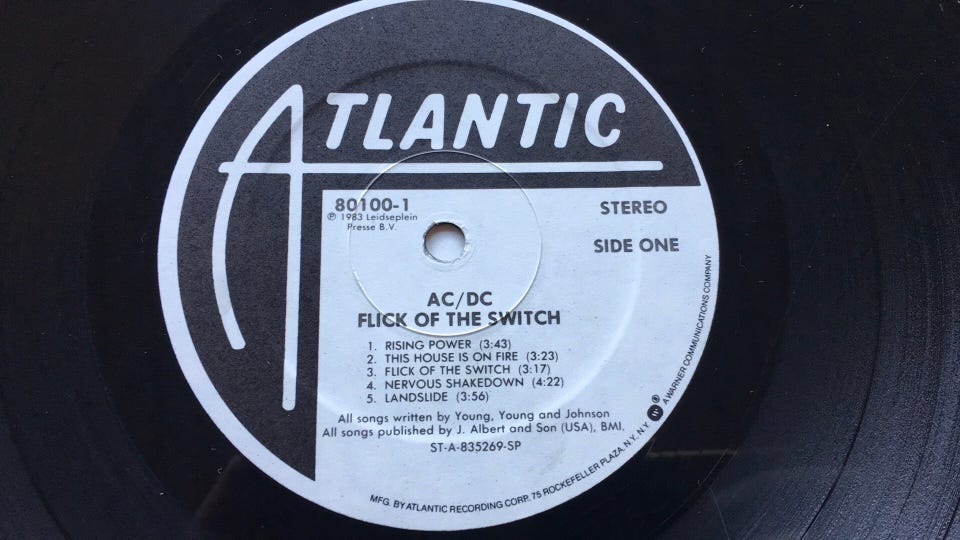 ATLANTIC
80100-1
℗ 1983 Leidseplein
Presse B.V.
STEREO
SIDE ONE
AC/DC
FLICK OF THE SWITCH
1. RISING POWER (3:43)
2. THIS HOUSE IS ON FIRE (3:23)
3. FLICK OF THE SWITCH (3:17)
4. NERVOUS SHAKEDOWN (4:22)
5. LANDSLIDE (3:56)
All songs written by Young, Young and Johnson
All songs published by J. Albert and Son (USA), BMI.
ST-A-835269-SP
MFG. BY ATLANTIC RECORDING CORP. 75 ROCKEFELLER PLAZA, N.Y. N.Y. ® A WARNER COMMUNICATIONS COMPANY